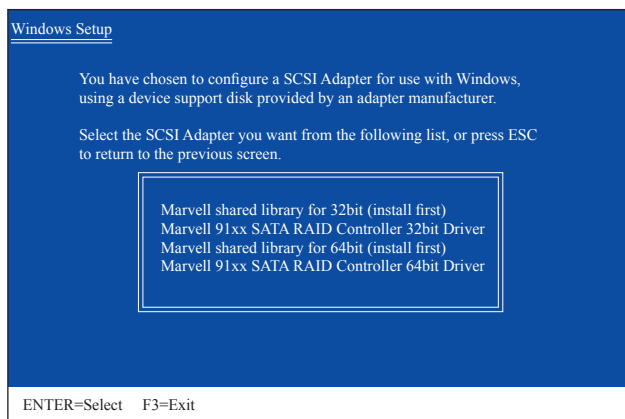 Windows Setup
You have chosen to configure a SCSI Adapter for use with Windows,
using a device support disk provided by an adapter manufacturer.
Select the SCSI Adapter you want from the following list, or press ESC
to return to the previous screen.
Marvell shared library for 32bit (install first)
Marvell 91xx SATA RAID Controller 32bit Driver
Marvell shared library for 64bit (install first)
Marvell 91xx SATA RAID Controller 64bit Driver
ENTER=Select F3=Exit